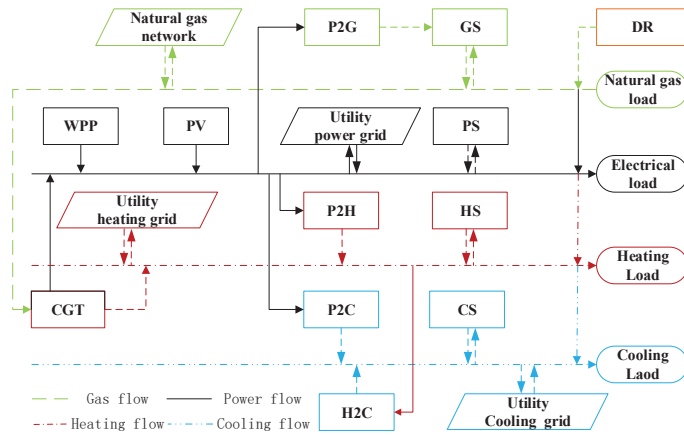 Natural gas
network
P2G
GS
DR
Natural gas
load
WPP
PV
Utility
power grid
PS
Electrical
load
Utility
heating grid
P2H
HS
Heating
Load
CGT
P2C
CS
Cooling
Laod
Gas flow
Power flow
Heating flow
Cooling flow
H2C
Utility
Cooling grid